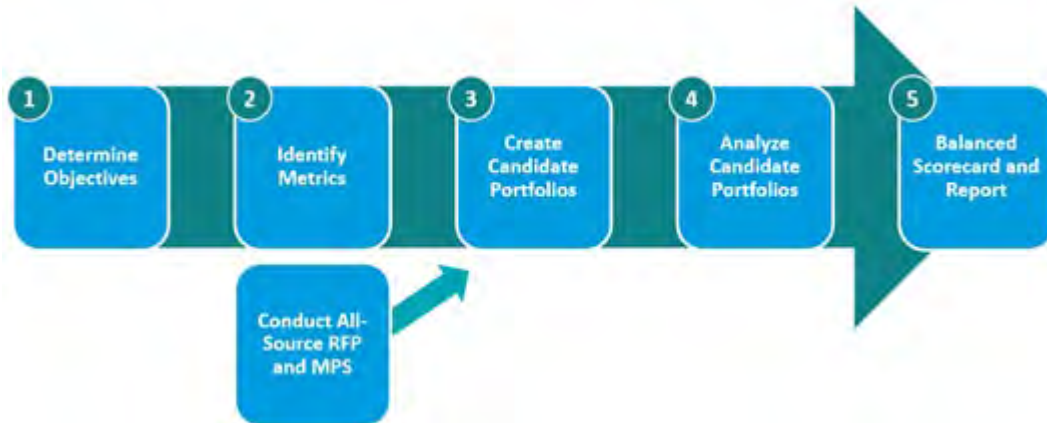 1
Determine
Objectives
2
Identify
Metrics
3
Create
Candidate
Portfolios
4
Analyze
Candidate
Portfolios
5
Balanced
Scorecard and
Report
Conduct All-
Source RFP
and MPS